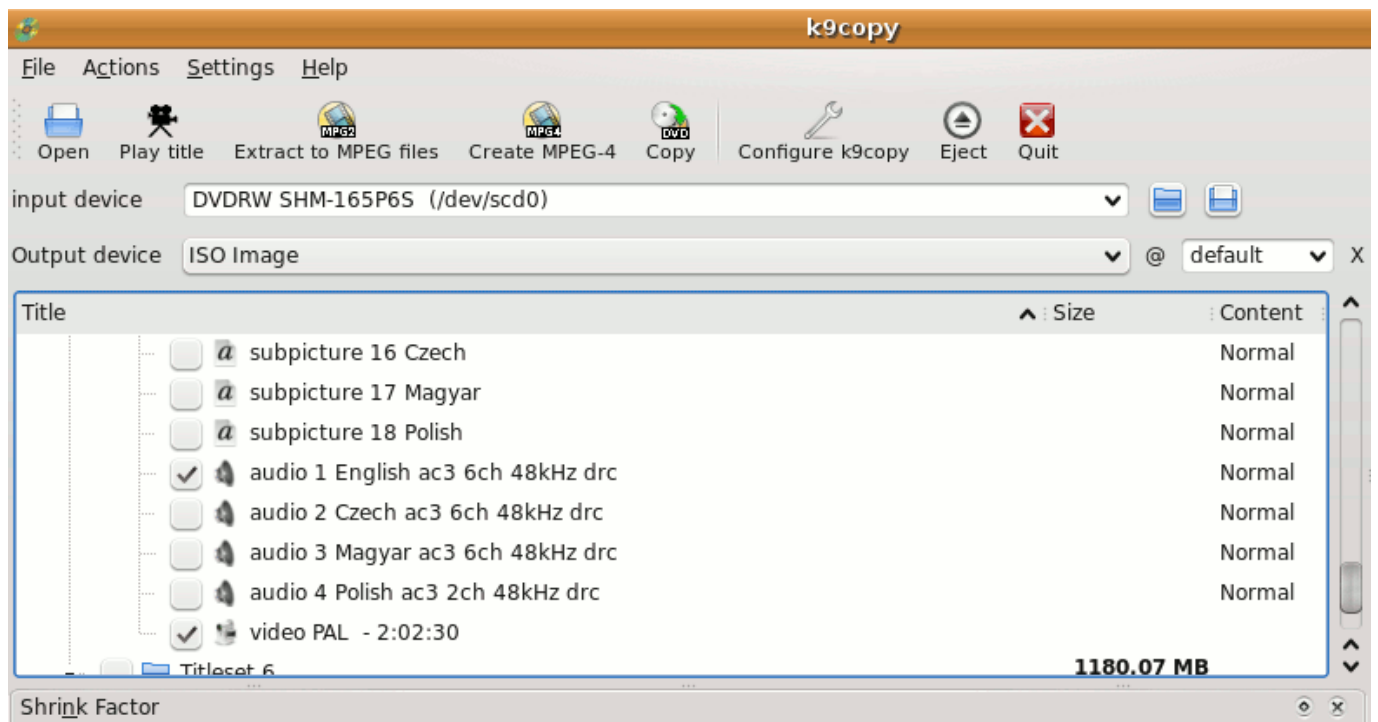 k9copy
File Actions Settings Help
MPG2 MPG4 DVD
Open Play title Extract to MPEG files Create MPEG-4 Copy Configure k9copy Eject Quit
input device DVDRW SHM-165P6S (/dev/scd0)
Output device ISO Image @ default X
Title Size Content
a subpicture 16 Czech Normal
a subpicture 17 Magyar Normal
a subpicture 18 Polish Normal
audio 1 English ac3 6ch 48kHz drc Normal
audio 2 Czech ac3 6ch 48kHz drc Normal
audio 3 Magyar ac3 6ch 48kHz drc Normal
audio 4 Polish ac3 2ch 48kHz drc Normal
video PAL - 2:02:30
Titleset 6 1180.07 MB
Shrink Factor